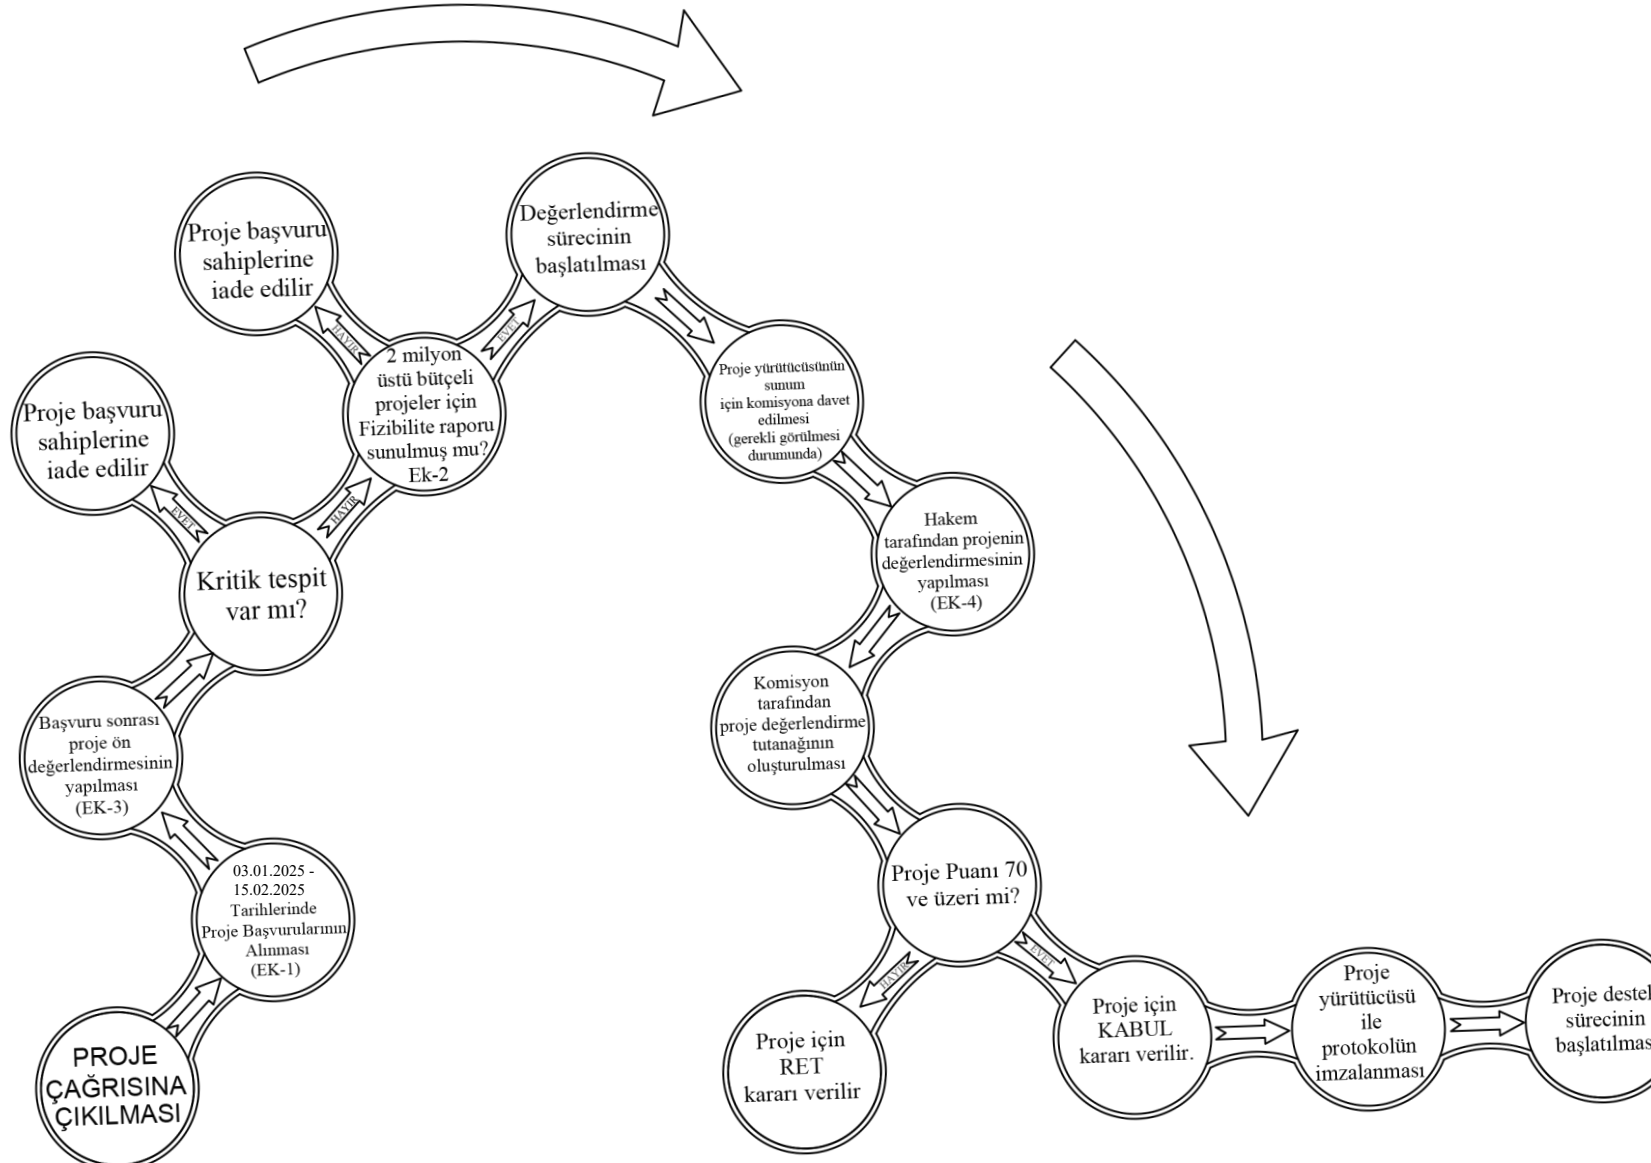 PROJE
ÇAĞRISINA
ÇIKILMASI
03.01.2025 -
15.02.2025
Tarihlerinde
Proje Başvurularının
Alınması
(EK-1)
Başvuru sonrası
proje ön
değerlendirmesinin
yapılması
(EK-3)
Kritik tespit
var mı?
EVET
Proje başvuru
sahiplerine
iade edilir
HAYIR
2 milyon
üstü bütçeli
projeler için
Fizibilite raporu
sunulmuş mu?
Ek-2
HAYIR
Proje başvuru
sahiplerine
iade edilir
EVET
Değerlendirme
sürecinin
başlatılması
Proje yürütücüsünün
sunum
için komisyona davet
edilmesi
(gerekli görülmesi
durumunda)
Hakem
tarafından projenin
değerlendirmesinin
yapılması
(EK-4)
Komisyon
tarafından
proje değerlendirme
tutanağının
oluşturulması
Proje Puanı 70
ve üzeri mi?
HAYIR
Proje için
RET
kararı verilir
EVET
Proje için
KABUL
kararı verilir.
Proje
yürütücüsü
ile
protokolün
imzalanması
Proje destek
sürecinin
başlatılmas